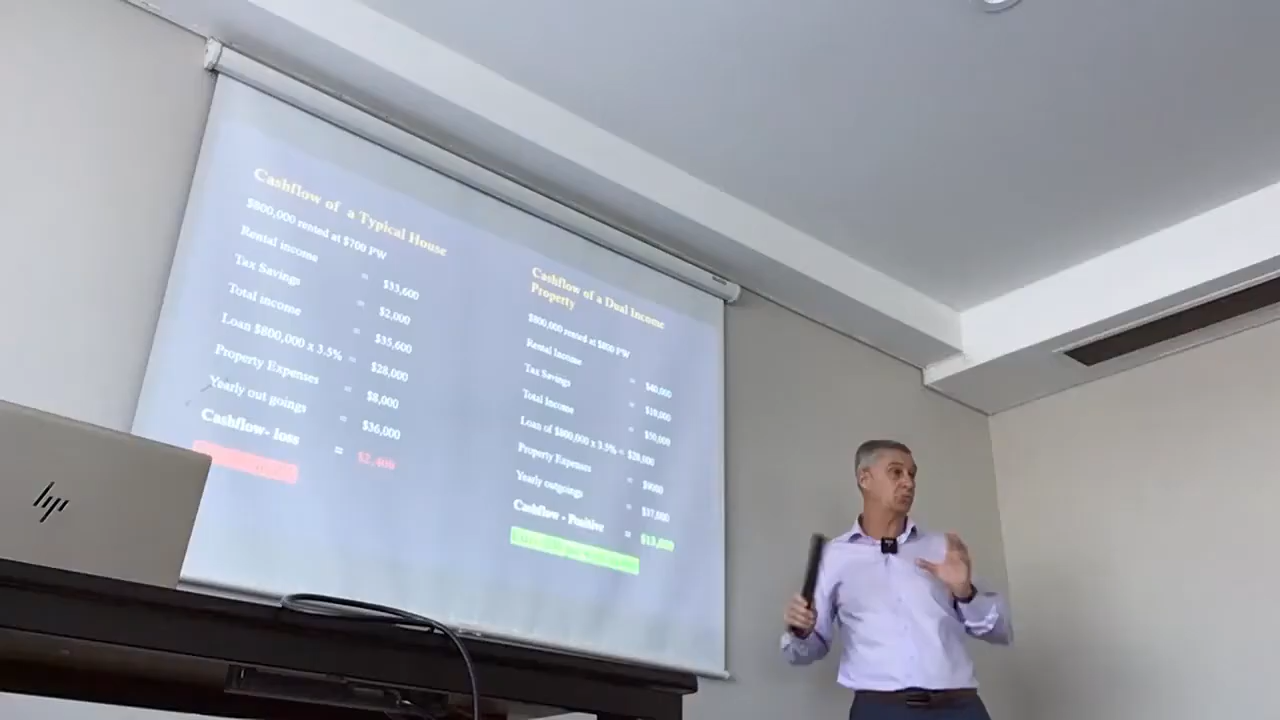 Cashflow of a Typical House
$800,000 rented at $700 PW
Rental income = $33,600
Tax Savings = $2,000
Total income = $35,600
Loan $800,000 x 3.5% = $28,000
Property Expenses = $8,000
Yearly out goings = $36,000
Cashflow- loss = $2,400
Cashflow of a Dual Income
Property
$800,000 rented at $800 PW
Rental Income = $40,000
Tax Savings = $10,000
Total Income = $50,000
Loan of $800,000 x 3.5% = $28,000
Property Expenses = $9000
Yearly outgoings = $37,000
Cashflow - Positive = $13,000
hp